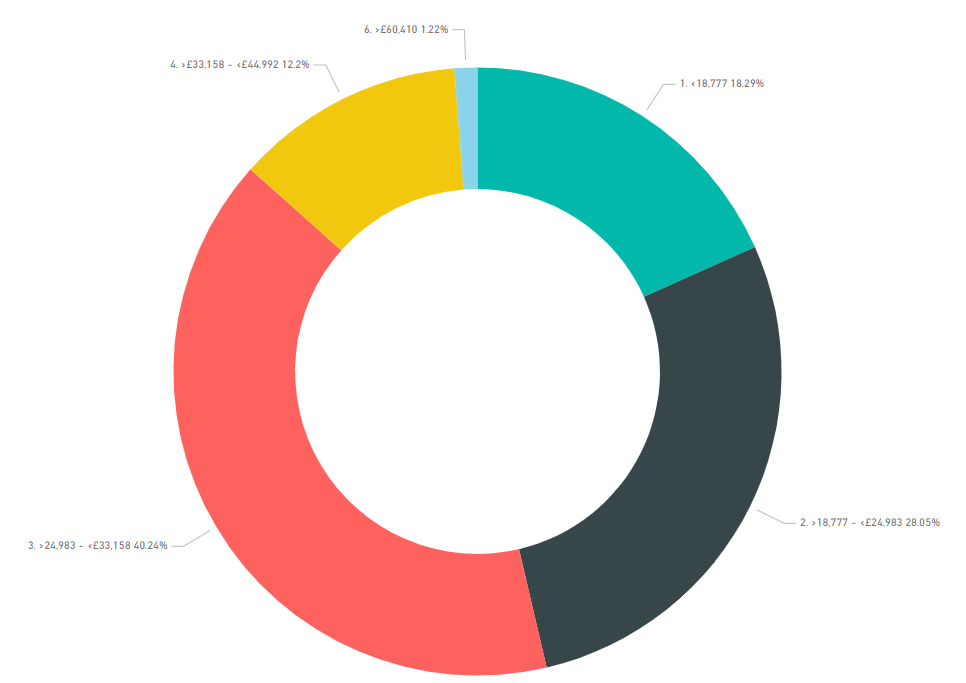 6. >£60,410 1.22%
4. >£33,158 - <£44,992 12.2%
1. <18,777 18.29%
2. >18,777 - <£24,983 28.05%
3. >24,983 - <£33,158 40.24%